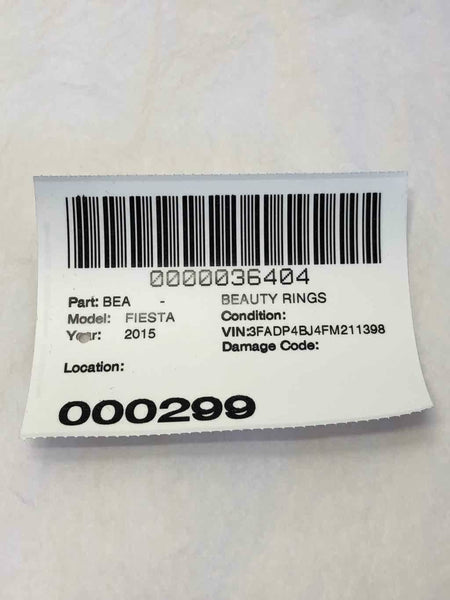 0000036404
Part: BEA - BEAUTY RINGS
Model: FIESTA Condition:
Year: 2015 VIN:3FADP4BJ4FM211398
Damage Code:
Location:
000299